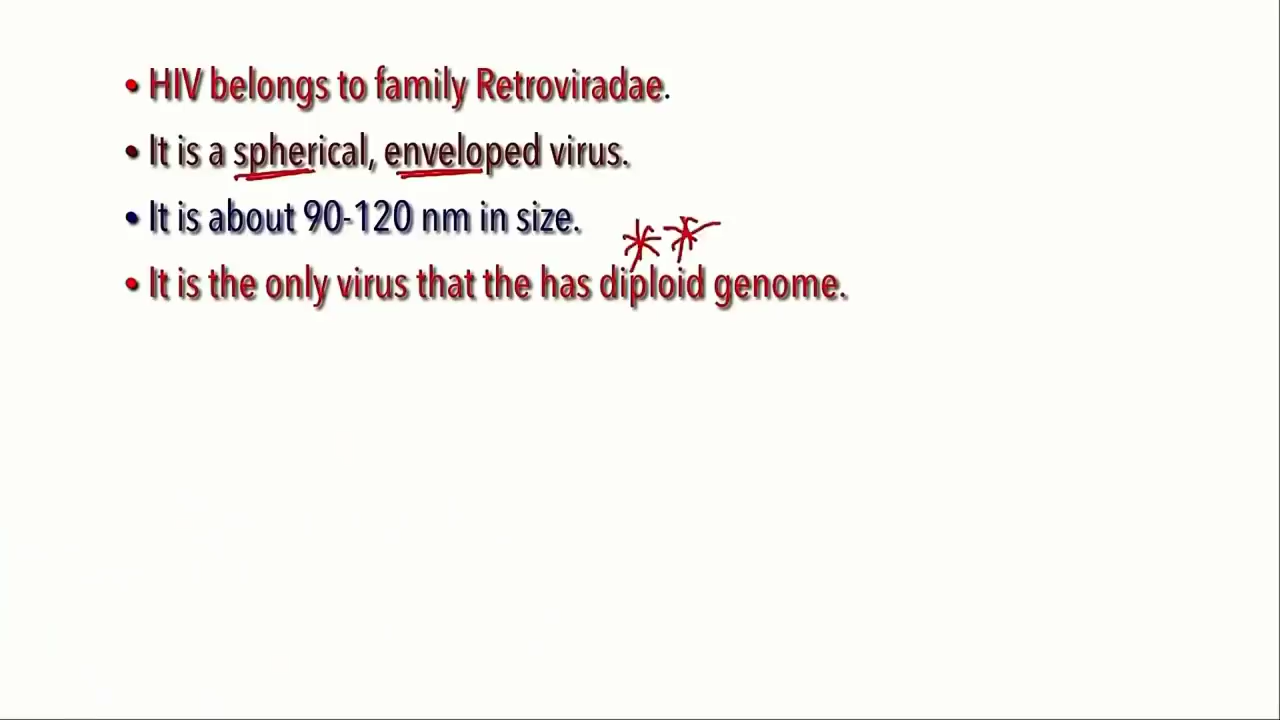 • HIV belongs to family Retroviradae.
• It is a spherical, enveloped virus.
• It is about 90-120 nm in size.
• It is the only virus that the has diploid genome.